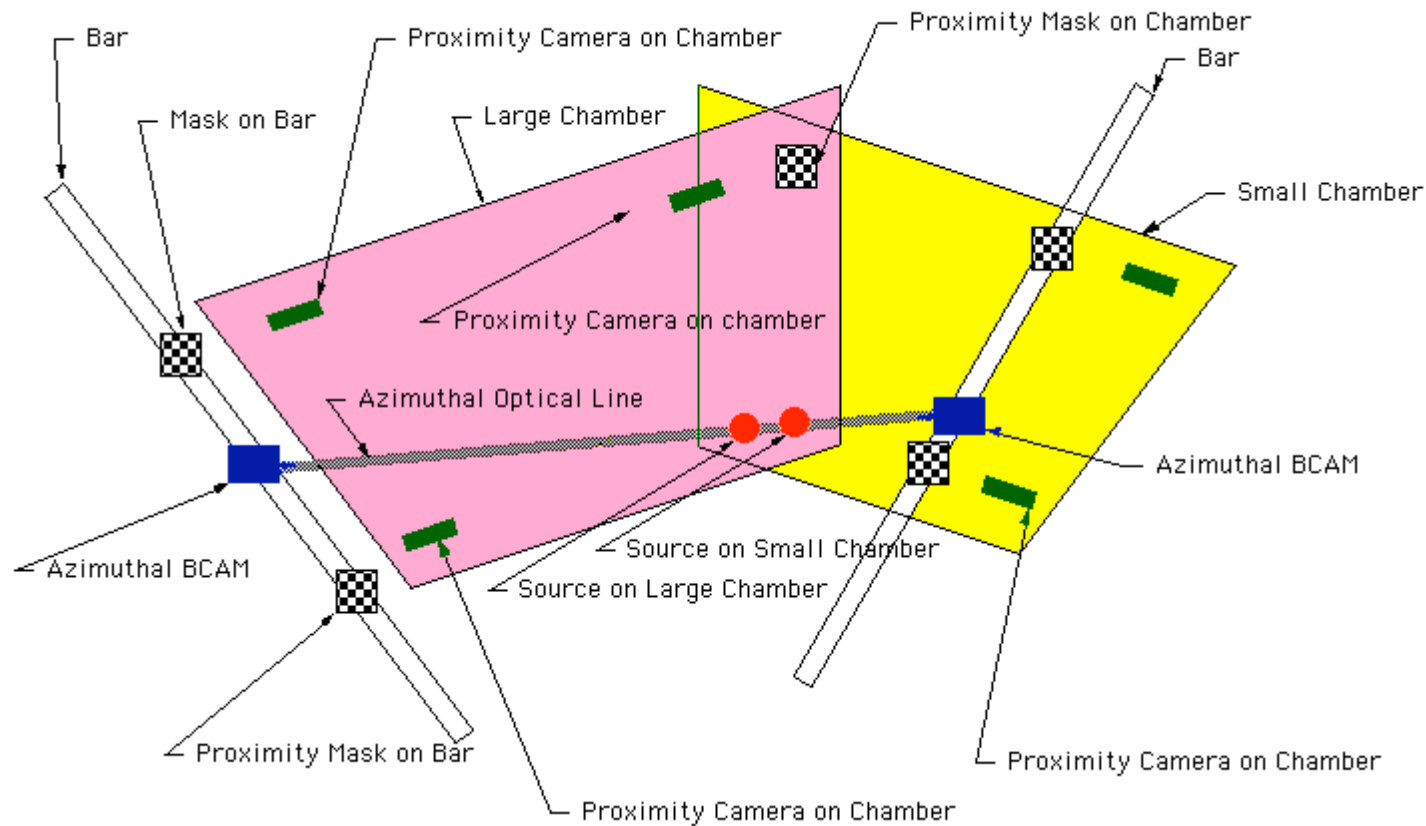 Bar
Proximity Camera on Chamber
Proximity Mask on Chamber
Bar
Mask on Bar
Large Chamber
Small Chamber
Proximity Camera on chamber
Azimuthal Optical Line
Azimuthal BCAM
Source on Small Chamber
Azimuthal BCAM
Source on Large Chamber
Proximity Mask on Bar
Proximity Camera on Chamber
Proximity Camera on Chamber